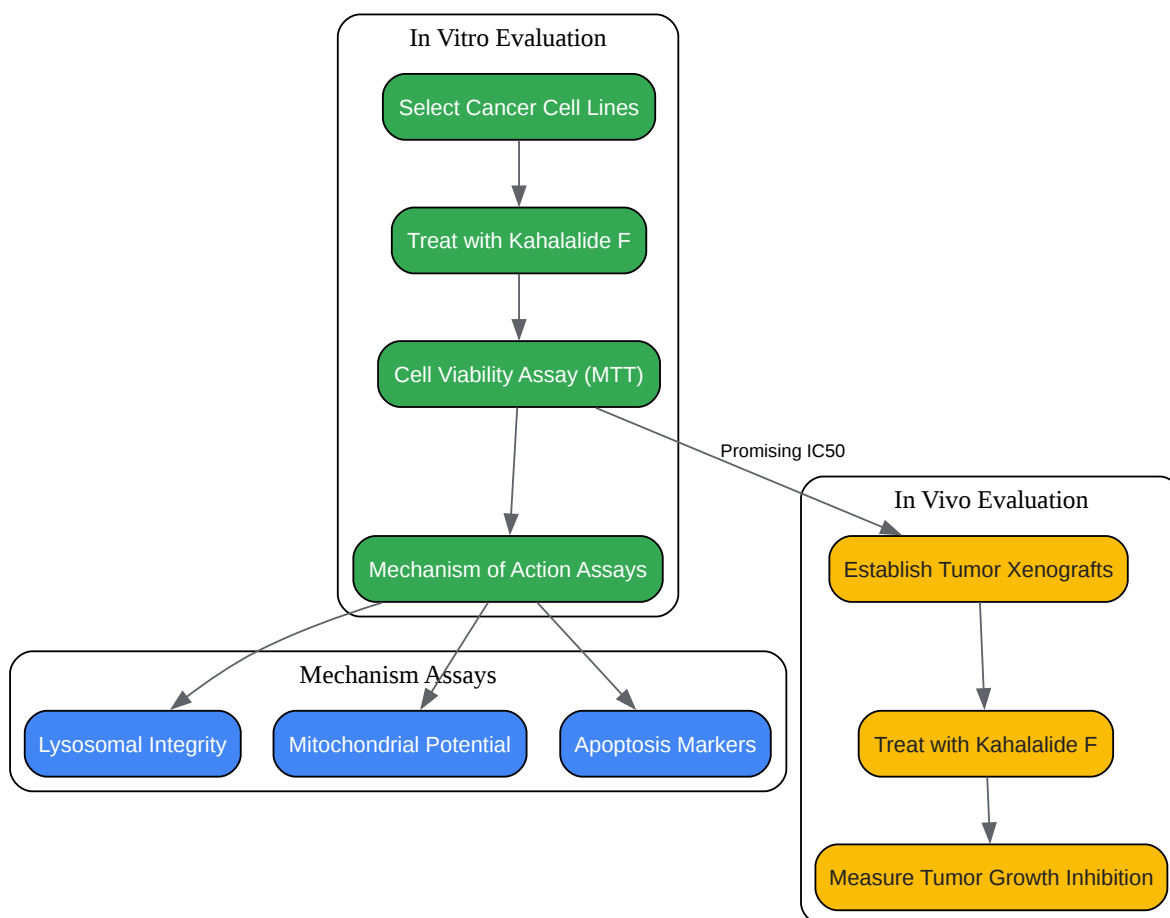 In Vitro Evaluation
Select Cancer Cell Lines
Treat with Kahalalide F
Cell Viability Assay (MTT)
Promising IC50
Mechanism of Action Assays
Mechanism Assays
Lysosomal Integrity
Mitochondrial Potential
Apoptosis Markers
In Vivo Evaluation
Establish Tumor Xenografts
Treat with Kahalalide F
Measure Tumor Growth Inhibition